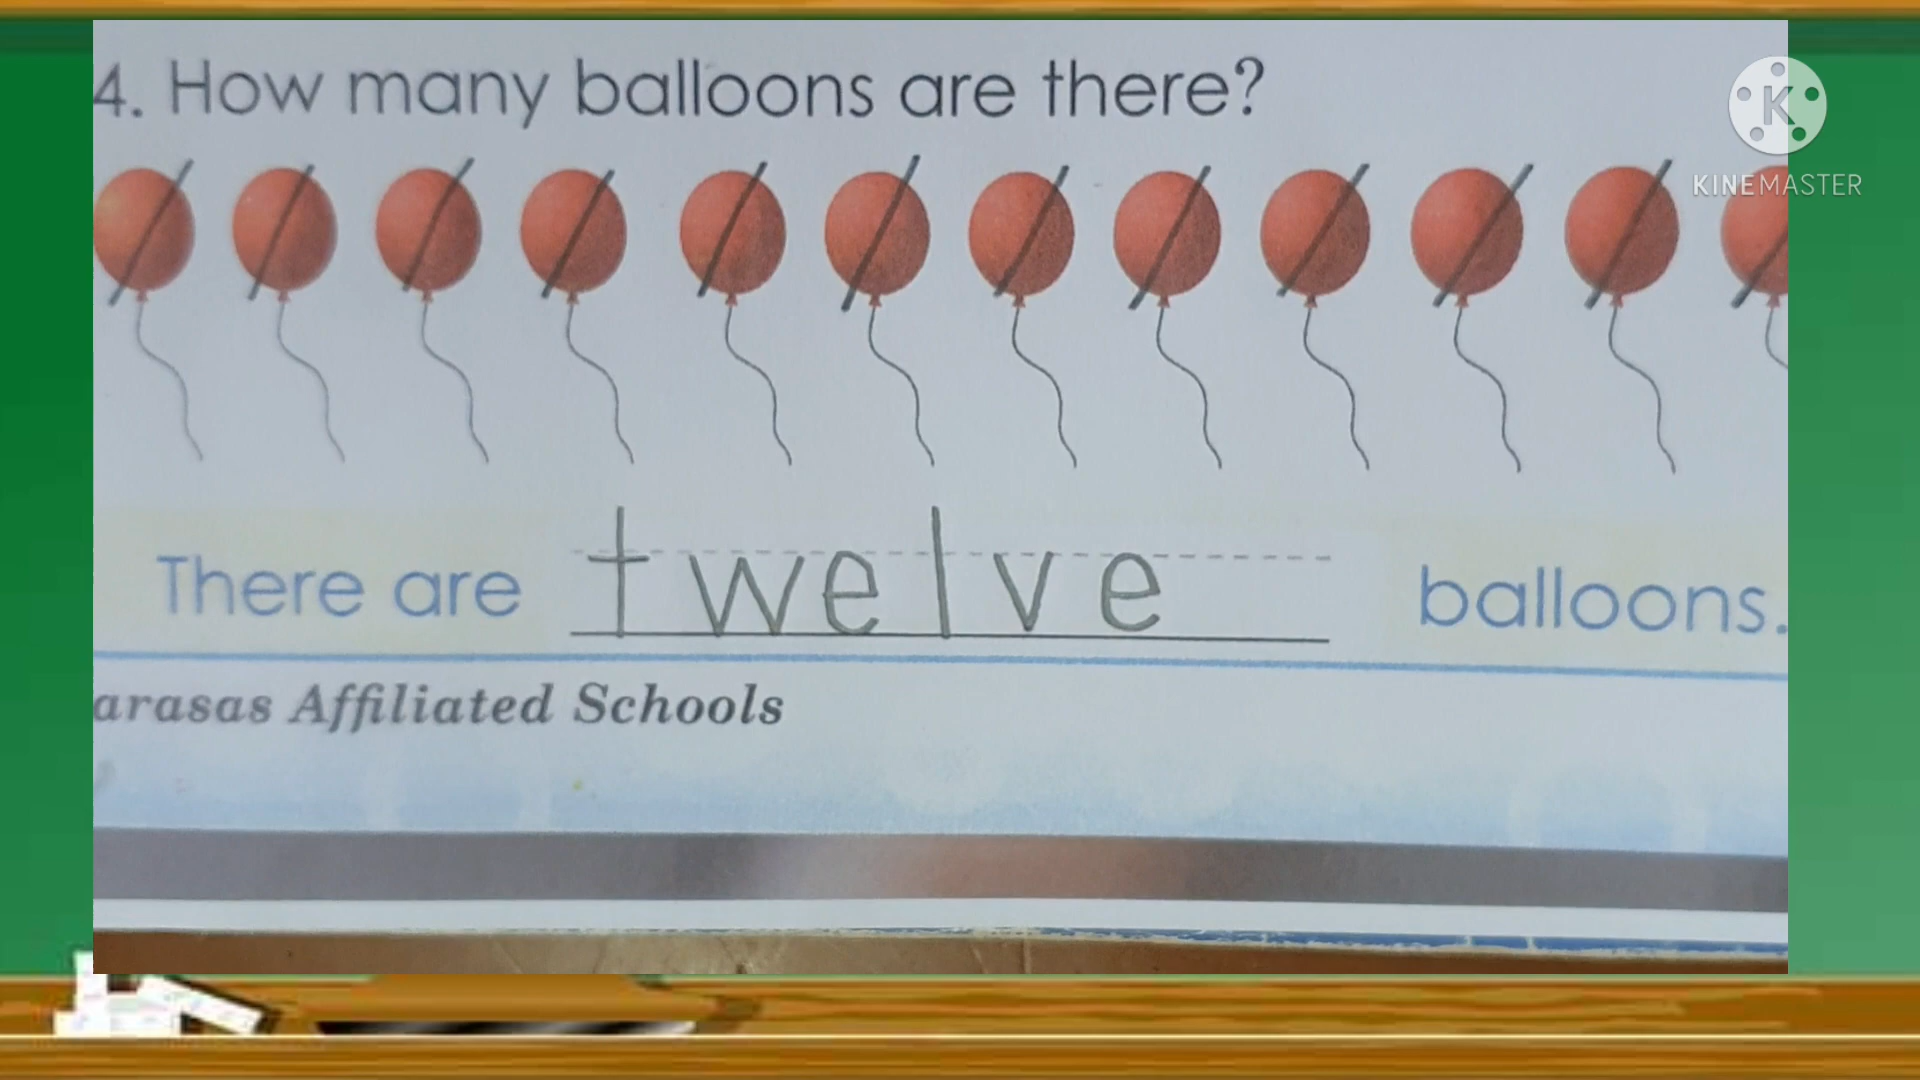 4. How many balloons are there?
KINEMASTER
There are twelve balloons.
arasas Affiliated Schools